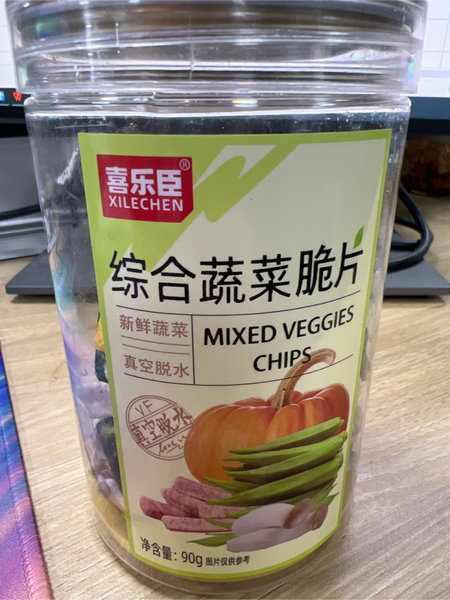 喜乐臣®
XILECHEN
综合蔬菜脆片
新鲜蔬菜
真空脱水
MIXED VEGGIES
CHIPS
VF
真空脱水
净含量：90g 图片仅供参考